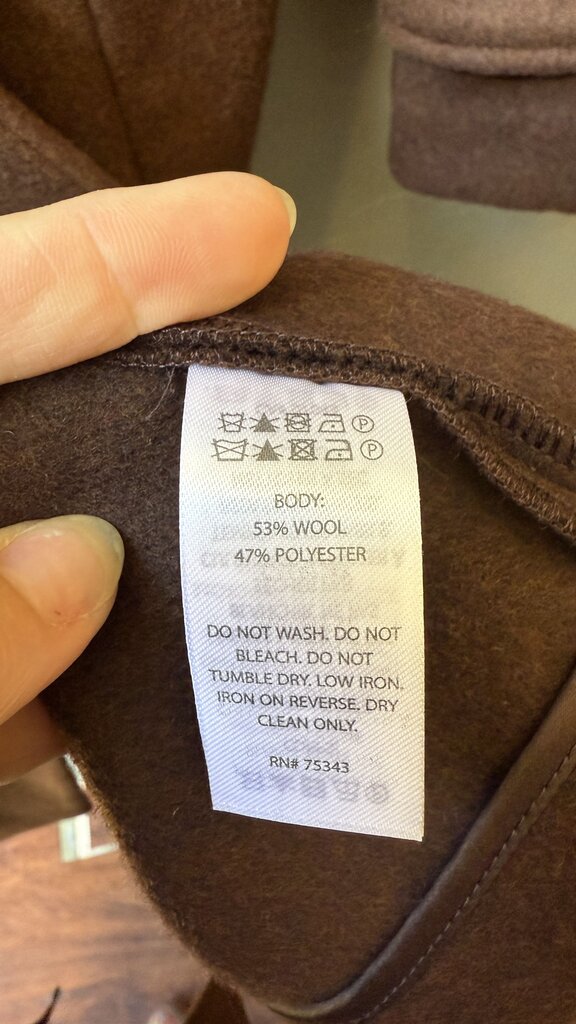 P
P
BODY:
53% WOOL
47% POLYESTER
DO NOT WASH. DO NOT
BLEACH. DO NOT
TUMBLE DRY. LOW IRON.
IRON ON REVERSE. DRY
CLEAN ONLY.
RN# 75343